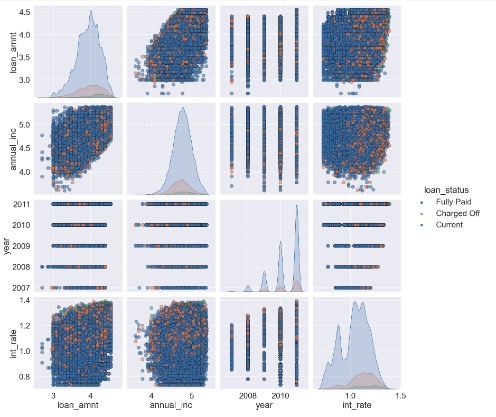 4.5
4.0
3.5
3.0
loan_amnt
5.0
4.5
4.0
annual_inc
loan_status
Fully Paid
Charged Off
Current
2011
2010
2009
2008
2007
year
1.4
1.2
1.0
0.8
int_rate
3 4 4 5 2008 2010 1.0 1.5
loan_amnt annual_inc year int_rate